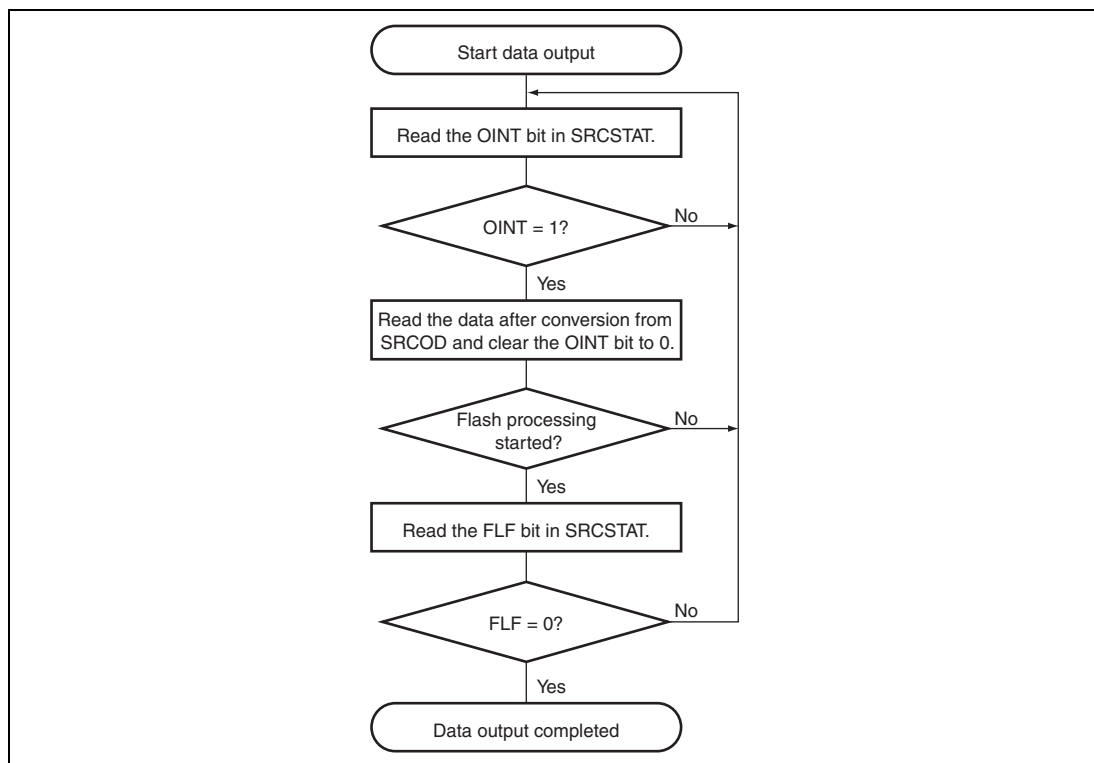 Start data output
Read the OINT bit in SRCSTAT.
OINT = 1?
No
Yes
Read the data after conversion from
SRCOD and clear the OINT bit to 0.
Flash processing
started?
No
Yes
Read the FLF bit in SRCSTAT.
FLF = 0?
No
Yes
Data output completed